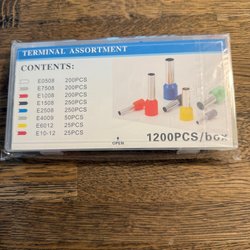 TERMINAL ASSORTMENT
CONTENTS:
E0508 200PCS
E7508 200PCS
E1008 200PCS
E1508 250PCS
E2508 250PCS
E4009 50PCS
E6012 25PCS
E10-12 25PCS
OPEN
1200PCS/box